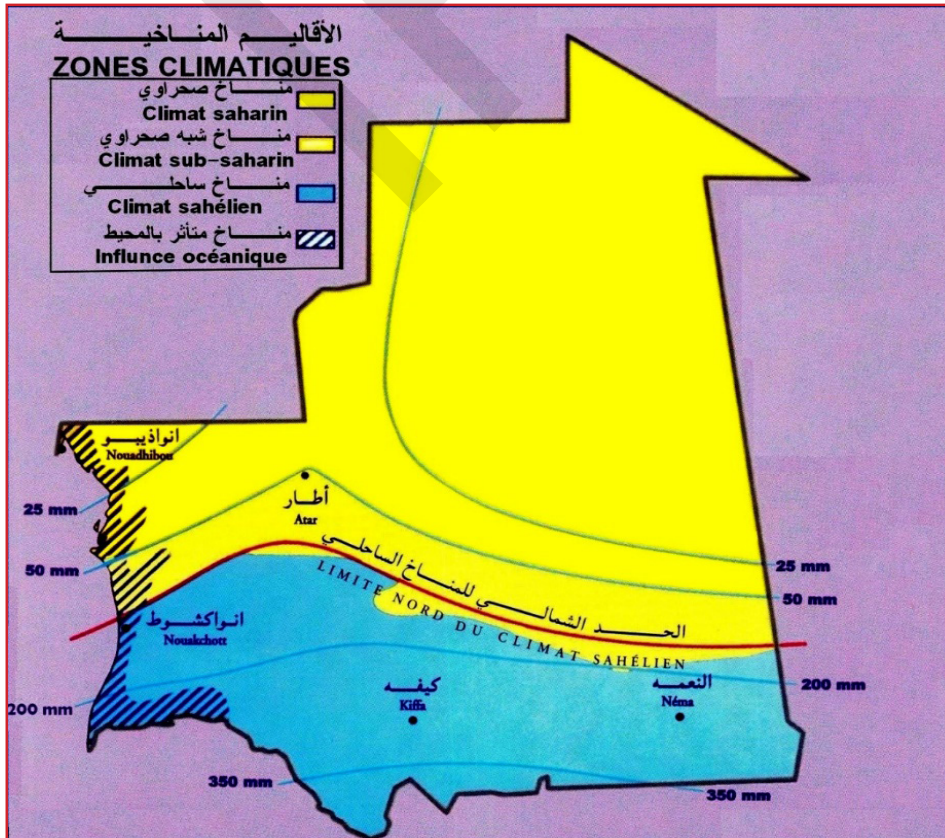 الأقاليم المناخية
ZONES CLIMATIQUES
مناخ صحراوي
Climat saharin
مناخ شبه صحراوي
Climat sub-saharin
مناخ ساحلي
Climat sahélien
مناخ متأثر بالمحيط
Influnce océanique
انواذيبو
Nouadhibou
25 mm
أطار
Atar
50 mm
الحد الشمالي للمناخ الساحلي
LIMITE NORD DU CLIMAT SAHÉLIEN
25 mm
50 mm
انواكشوط
Nouakchott
200 mm
كيفه
Kiffa
النعمه
Néma
200 mm
350 mm
350 mm